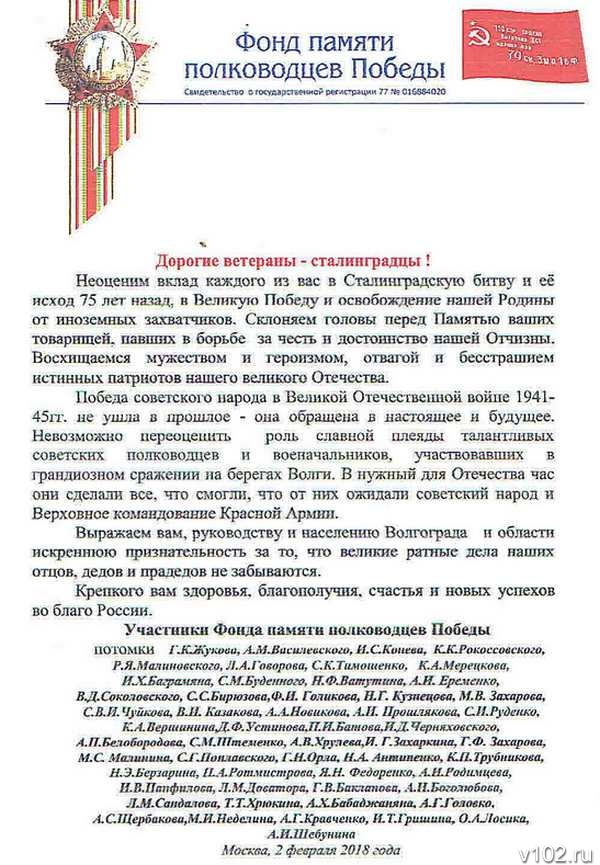 Фонд памяти
полководцев Победы
Свидетельство о государственной регистрации 77 № 016884020
Дорогие ветераны - сталинградцы !
Неоценим вклад каждого из вас в Сталинградскую битву и её
исход 75 лет назад, в Великую Победу и освобождение нашей Родины
от иноземных захватчиков. Склоняем головы перед Памятью ваших
товарищей, павших в борьбе за честь и достоинство нашей Отчизны.
Восхищаемся мужеством и героизмом, отвагой и бесстрашием
истинных патриотов нашего великого Отечества.
Победа советского народа в Великой Отечественной войне 1941-
45гг. не ушла в прошлое - она обращена в настоящее и будущее.
Невозможно переоценить роль славной плеяды талантливых
советских полководцев и военачальников, участвовавших в
грандиозном сражении на берегах Волги. В нужный для Отечества час
они сделали все, что смогли, что от них ожидали советский народ и
Верховное командование Красной Армии.
Выражаем вам, руководству и населению Волгограда и области
искреннюю признательность за то, что великие ратные дела наших
отцов, дедов и прадедов не забываются.
Крепкого вам здоровья, благополучия, счастья и новых успехов
во благо России.
Участники Фонда памяти полководцев Победы
потомки Г.К.Жукова, А.М.Василевского, И.С.Конева, К.К.Рокоссовского,
Р.Я.Малиновского, Л.А.Говорова, С.К.Тимошенко, К.А.Мерецкова,
И.Х.Баграмяна, С.М.Буденного, Н.Ф.Ватутина, А.И. Еременко,
В.Д.Соколовского, С.С.Бирюзова,Ф.И. Голикова, Н.Г. Кузнецова, М.В. Захарова,
С.В.И.Чуйкова, В.И. Казакова, А.А.Новикова, А.И. Прошлякова, С.И.Руденко,
К.А.Вершинина,Д.Ф.Устинова,П.И.Батова,И.Д.Черняховского,
А.П.Белобородова, С.М.Штеменко, А.В.Хрулева,И. Г.Захаркина, Г.Ф. Захарова,
М.С. Малинина, С.Г.Поплавского, Г.Н.Орла, Н.А. Антипенко, К.П.Трубникова,
Н.Э.Берзарина, П.А.Ротмистрова, Я.Н. Федоренко, А.И.Родимцева,
И.В.Панфилова, Л.М.Доватора, Г.В.Бакланова, А.Н.Боголюбова,
Л.М.Сандалова, Т.Т.Хрюкина, А.Х.Бабаджаняна, А.Г.Головко,
А.С.Щербакова,М.И.Неделина, А.Г.Кравченко, И.Т.Гришина, О.А.Лосика,
А.И.Шебунина
Москва, 2 февраля 2018 года
v102.ru